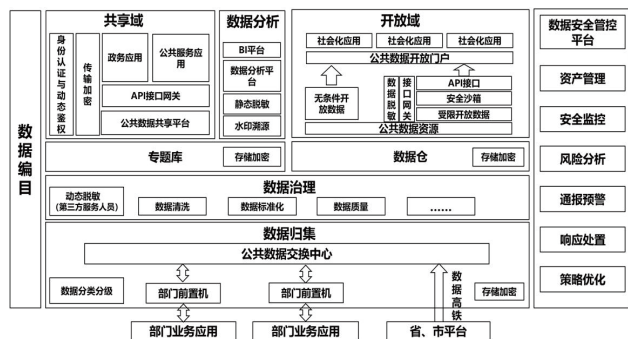 数据编目
共享域
身份认证与动态鉴权
传输加密
政务应用
公共服务应
用
API接口网关
公共数据共享平台
数据分析
BI平台
数据分析平
台
静态脱敏
水印溯源
开放域
社会化应用
社会化应用
社会化应用
公共数据开放门户
无条件开
放数据
数据脱敏
接口网关
API接口
安全沙箱
受限开放数据
公共数据资源
专题库
存储加密
数据仓
存储加密
数据治理
动态脱敏
(第三方服务人员)
数据清洗
数据标准化
数据质量
……
数据归集
公共数据交换中心
数据分类分级
部门前置机
部门前置机
数据高铁
存储加密
部门业务应用
部门业务应用
省、市平台
数据安全管控
平台
资产管理
安全监控
风险分析
通报预警
响应处置
策略优化